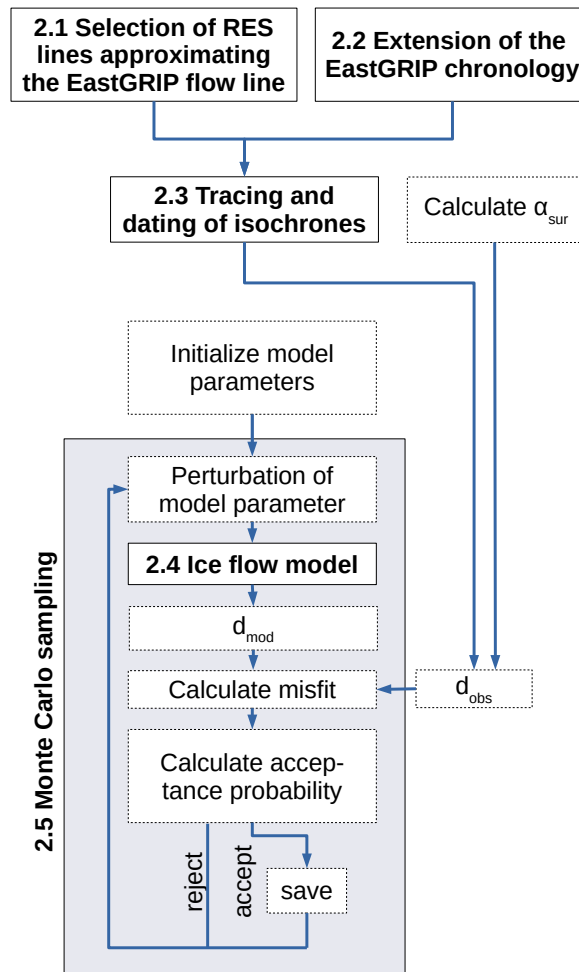 2.1 Selection of RES
lines approximating
the EastGRIP flow line
2.2 Extension of the
EastGRIP chronology
2.3 Tracing and
dating of isochrones
Calculate αsur
Initialize model
parameters
2.5 Monte Carlo sampling
Perturbation of
model parameter
2.4 Ice flow model
dmod
Calculate misfit
dobs
Calculate accep-
tance probability
reject
accept
save